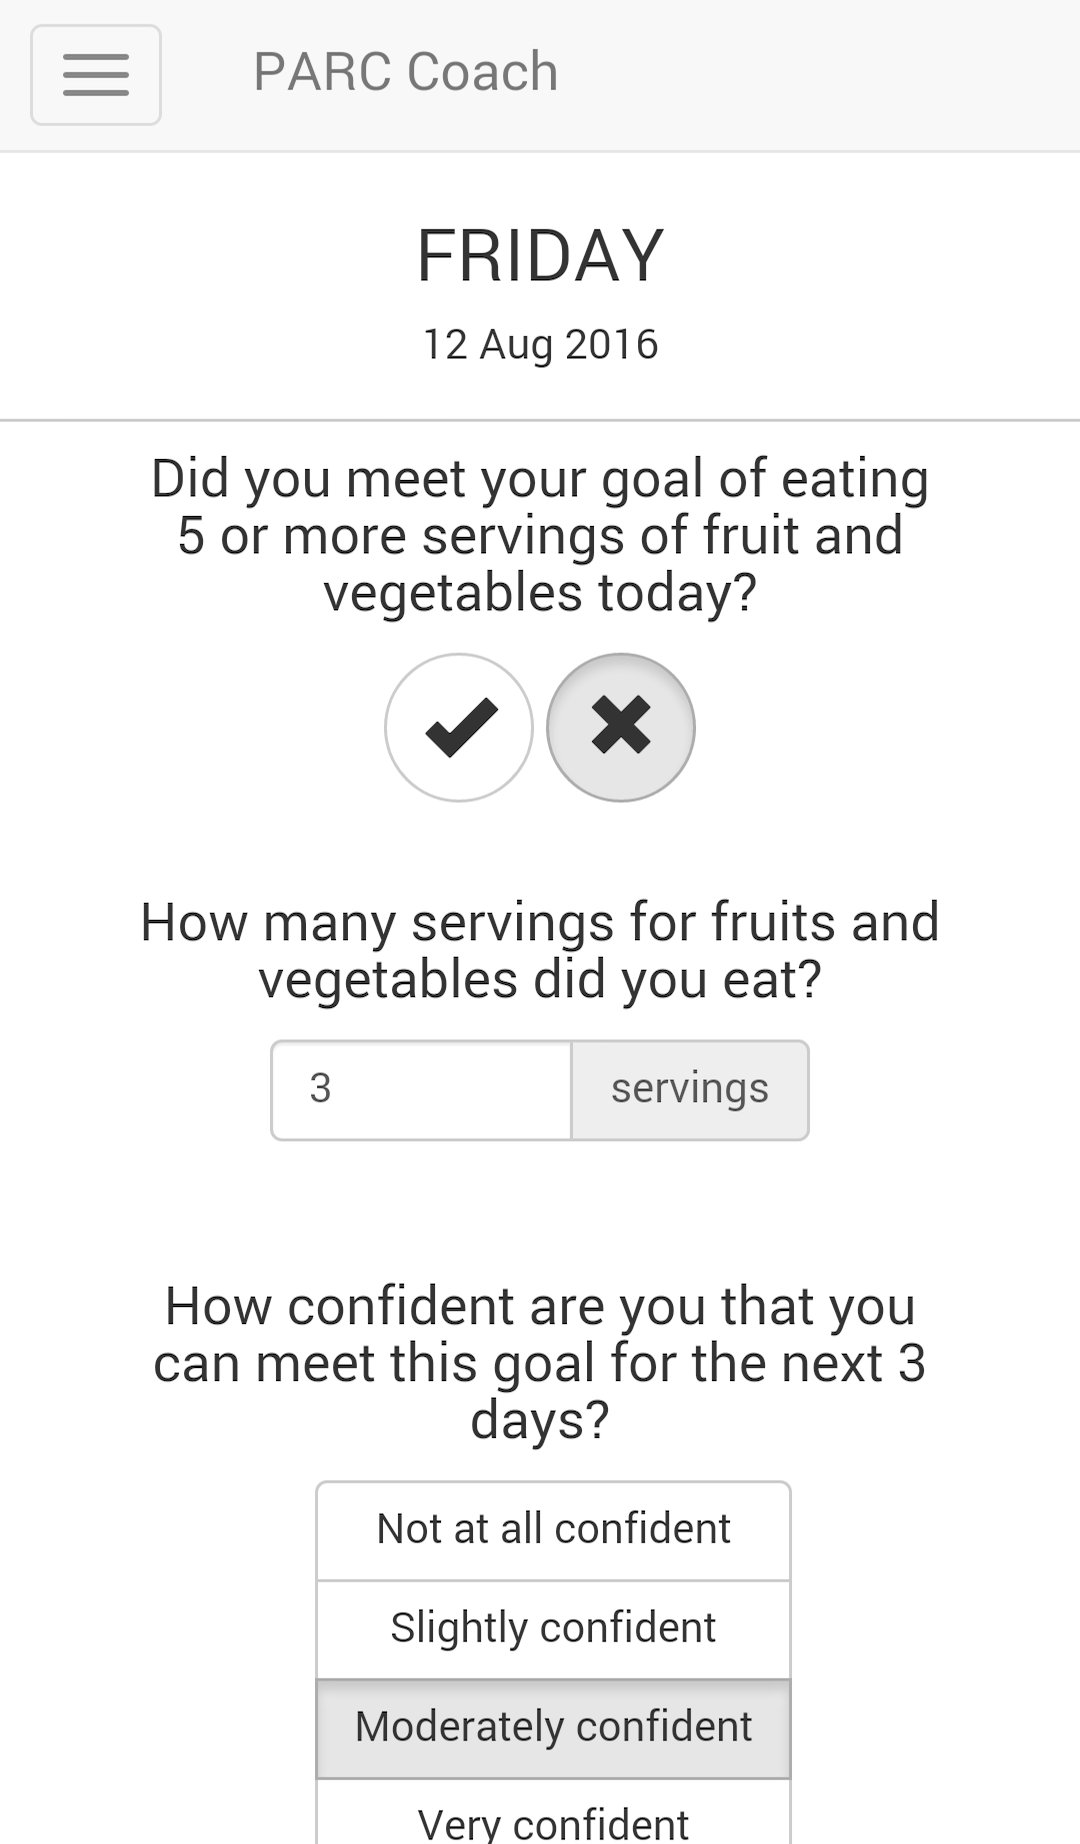 PARC Coach
FRIDAY
12 Aug 2016
Did you meet your goal of eating
5 or more servings of fruit and
vegetables today?
How many servings for fruits and
vegetables did you eat?
3 servings
How confident are you that you
can meet this goal for the next 3
days?
Not at all confident
Slightly confident
Moderately confident
Very confident